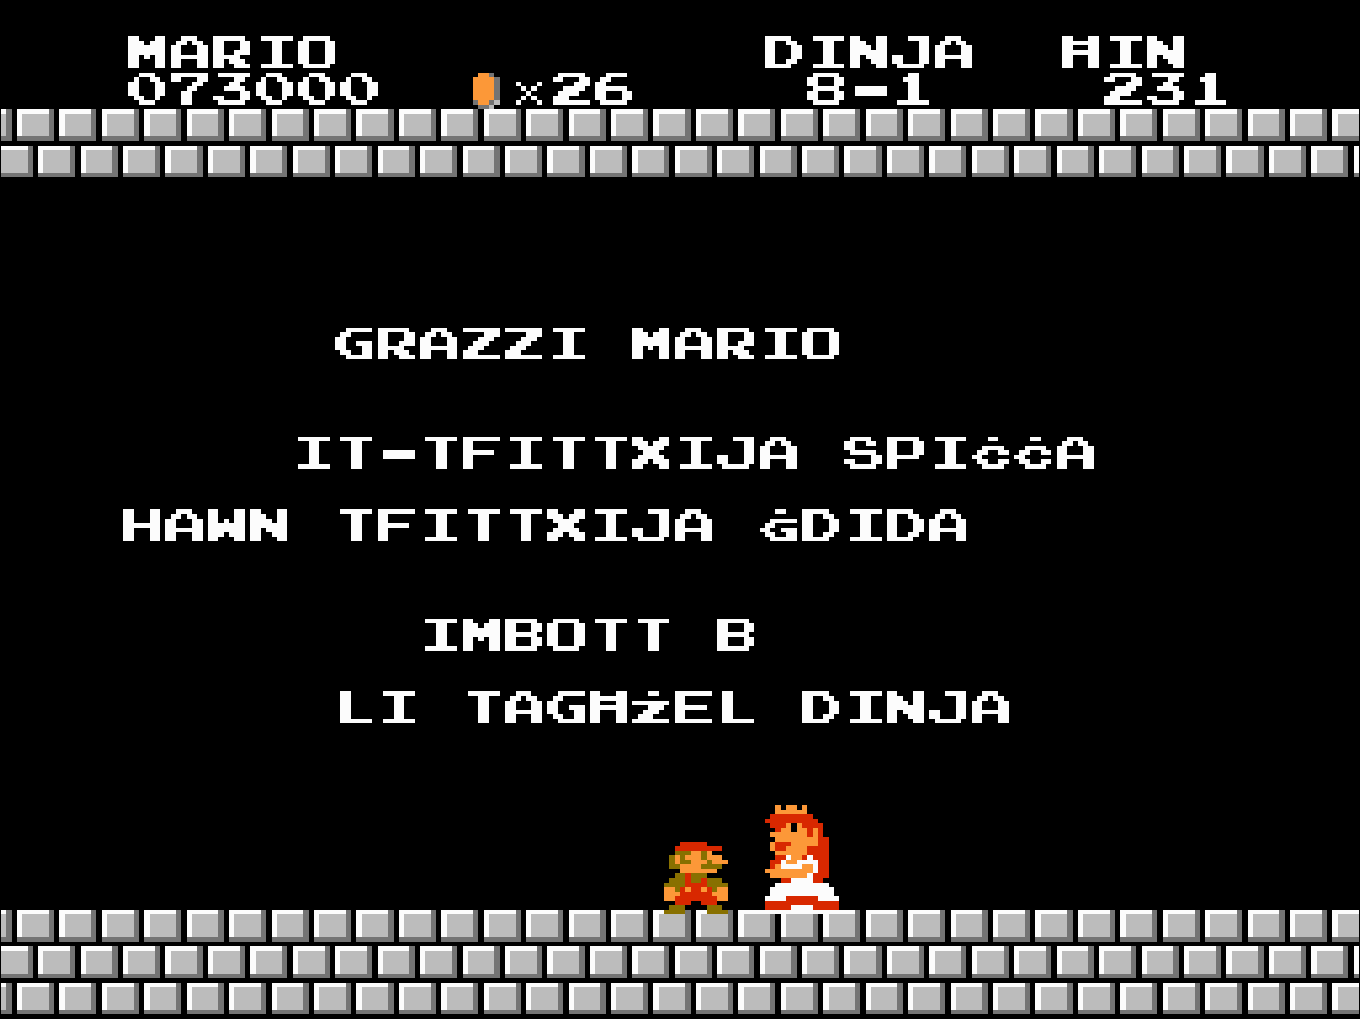 MARIO DINJA ĦIN
073000 ×26 8-1 231
GRAZZI MARIO
IT-TFITTXIJA SPIĊĊA
HAWN TFITTXIJA ĠDIDA
IMBOTT B
LI TAGĦŻEL DINJA